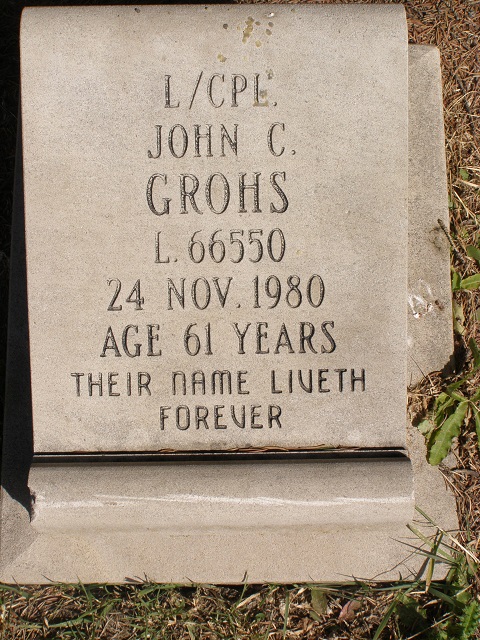 L/CPL.
JOHN C.
GROHS
L. 66550
24 NOV. 1980
AGE 61 YEARS
THEIR NAME LIVETH
FOREVER